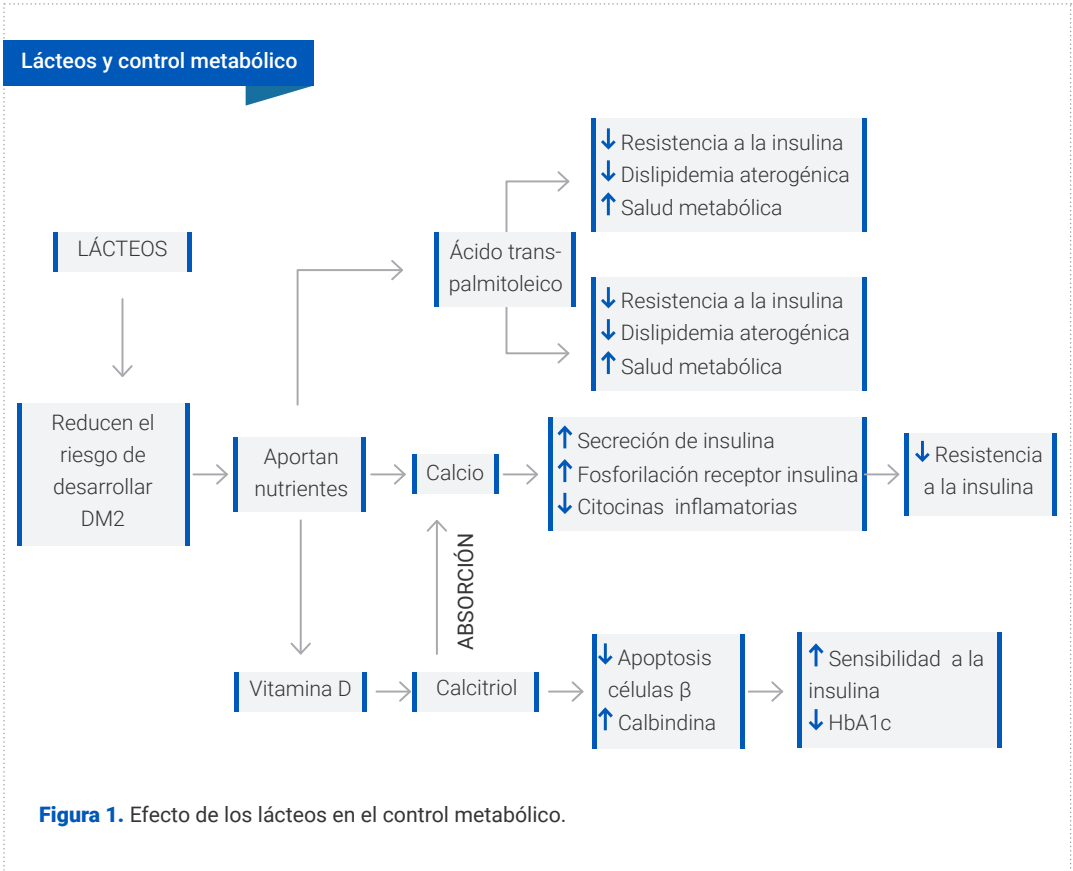 Lácteos y control metabólico
LÁCTEOS
Reducen el
riesgo de
desarrollar
DM2
Aportan
nutrientes
Ácido trans-
palmitoleico
↓ Resistencia a la insulina
↓ Dislipidemia aterogénica
↑ Salud metabólica
↓ Resistencia a la insulina
↓ Dislipidemia aterogénica
↑ Salud metabólica
Calcio
↑ Secreción de insulina
↑ Fosforilación receptor insulina
↓ Citocinas inflamatorias
↓ Resistencia
a la insulina
ABSORCIÓN
Vitamina D
Calcitriol
↓ Apoptosis
células β
↑ Calbindina
↑ Sensibilidad a la
insulina
↓ HbA1c
Figura 1. Efecto de los lácteos en el control metabólico.